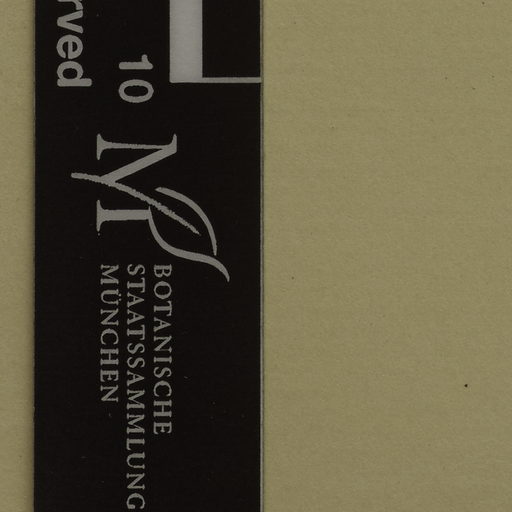 rved
10
M
BOTANISCHE
STAATSSAMMLUNG
MÜNCHEN